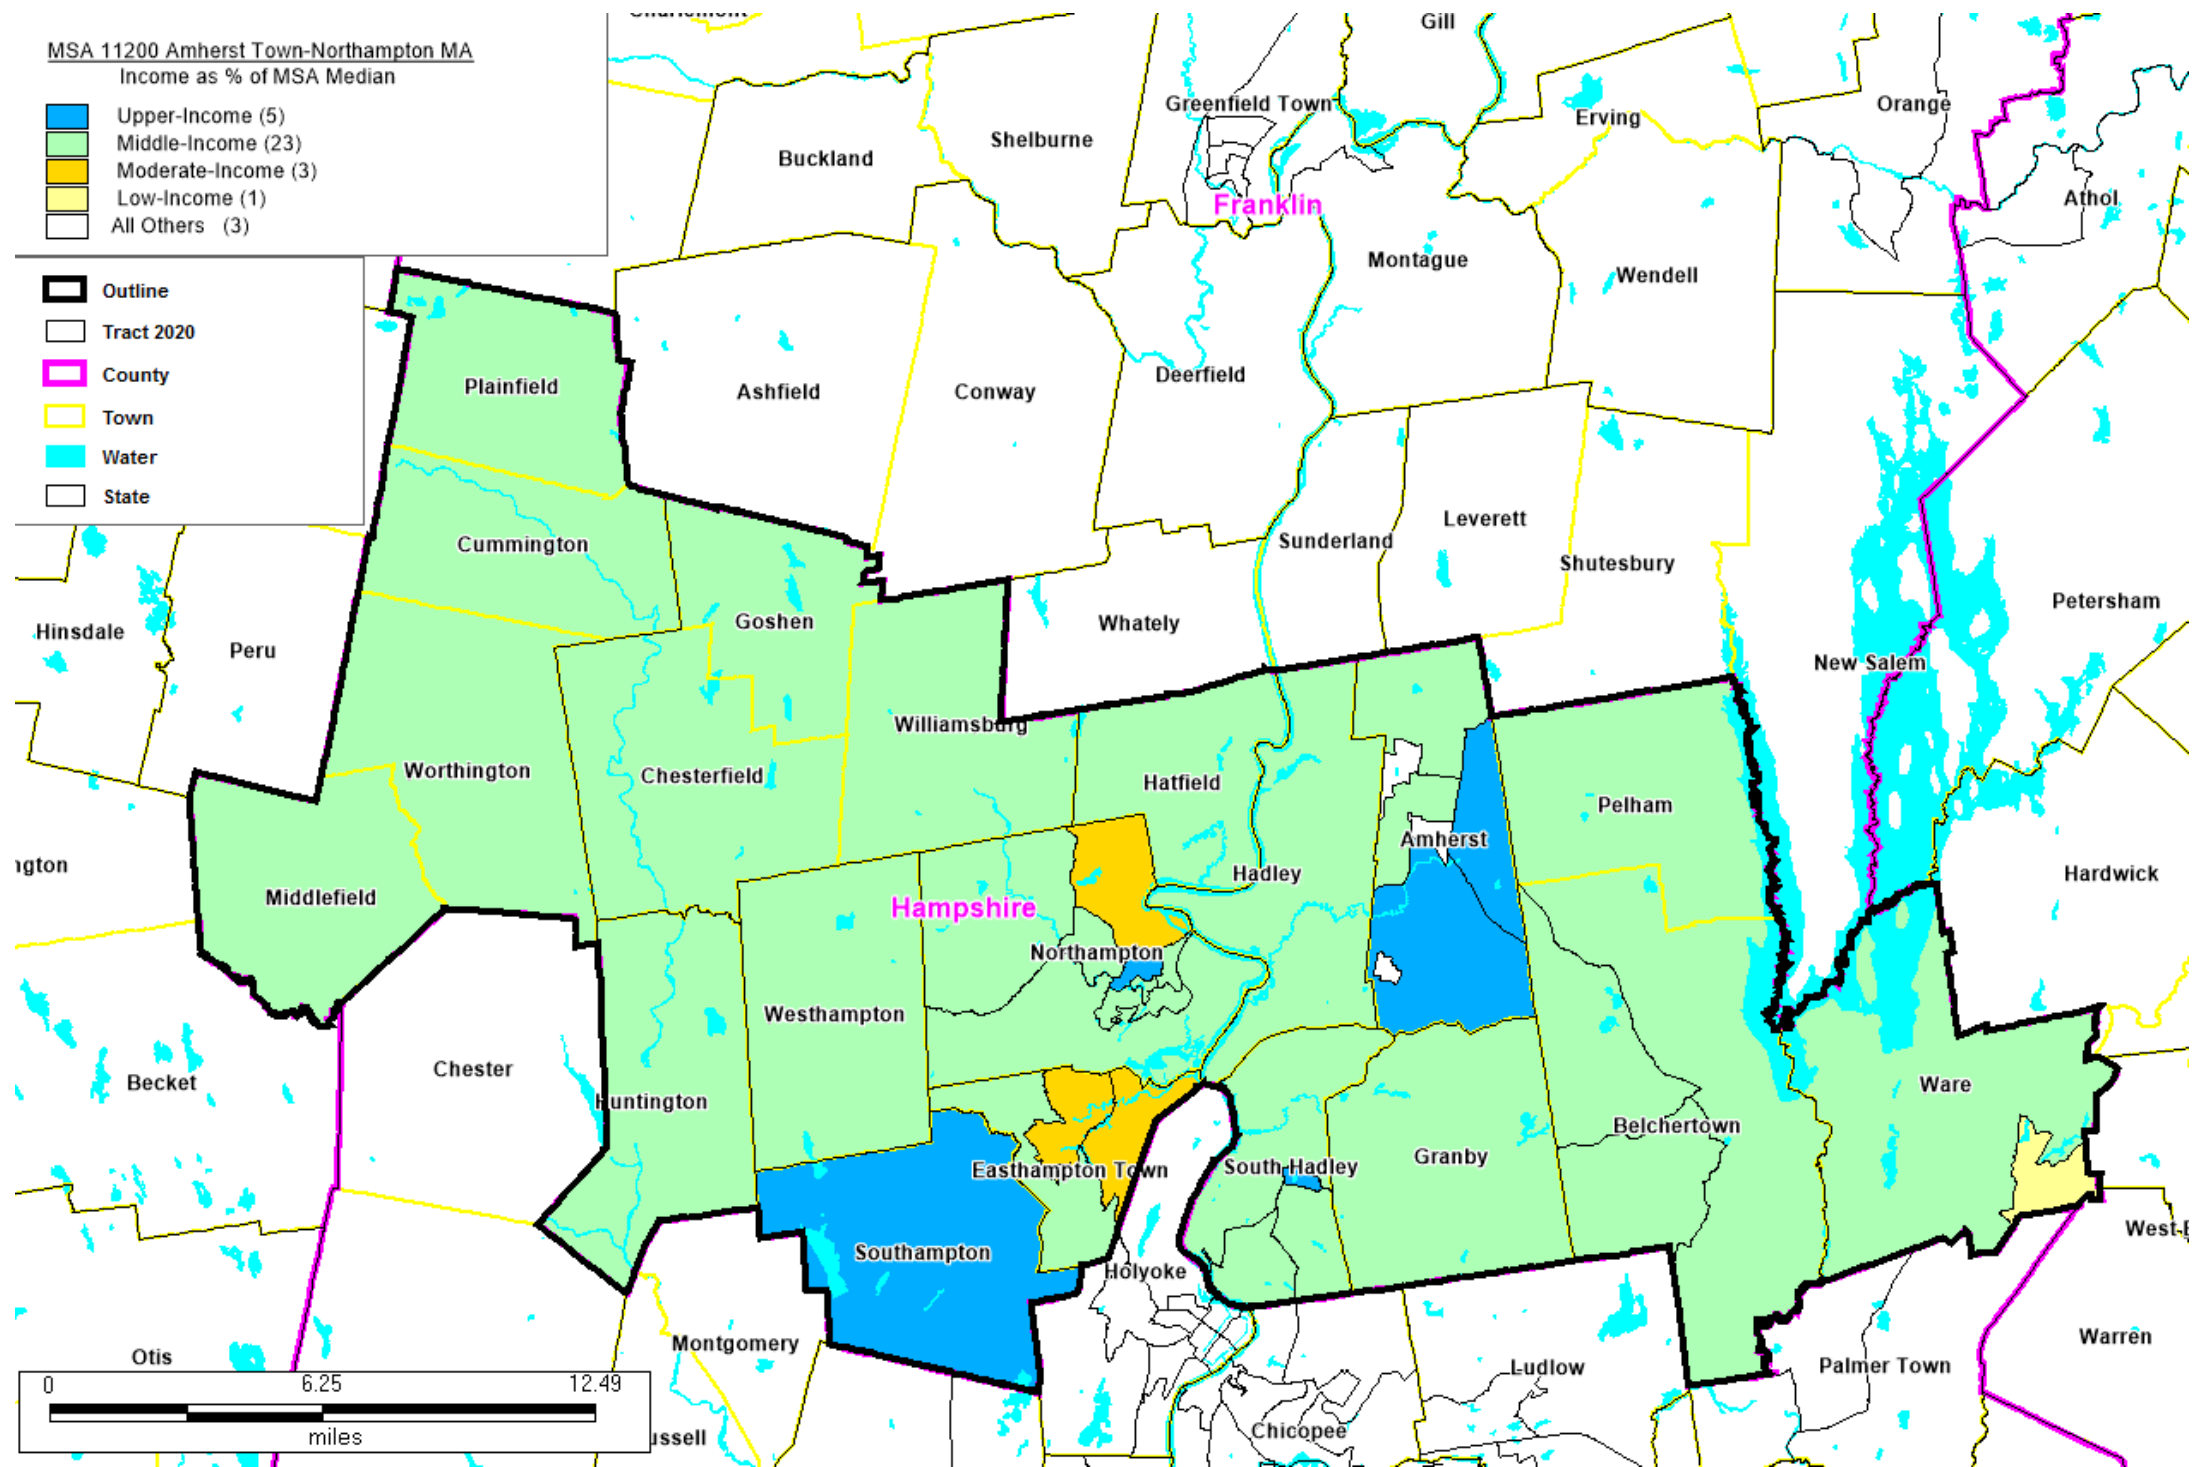 MSA 11200 Amherst Town-Northampton MA
Income as % of MSA Median
Upper-Income (5)
Middle-Income (23)
Moderate-Income (3)
Low-Income (1)
All Others (3)
Outline
Tract 2020
County
Town
Water
State
Gill
Greenfield Town
Orange
Erving
Shelburne
Buckland
Athol
Franklin
Montague
Wendell
Deerfield
Plainfield
Ashfield
Conway
Leverett
Sunderland
Cummington
Shutesbury
Petersham
Goshen
Whately
Hinsdale
Peru
New Salem
Williamsburg
Worthington
Chesterfield
Hatfield
Pelham
Amherst
ngton
Hadley
Hardwick
Middlefield
Hampshire
Northampton
Westhampton
Chester
Becket
Ware
Huntington
Belchertown
Granby
South Hadley
Easthampton Town
West-B
Southampton
Holyoke
Warren
Montgomery
Otis
Palmer Town
Ludlow
0 6.25 12.49
miles
Chicopee
ussell